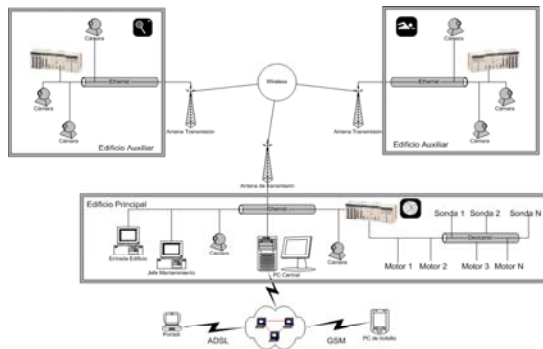 Cámara
Ethernet
Cámara
Cámara
Cámara
Edificio Auxiliar
Antena Transmisión
Wireless
Cámara
Ethernet
Cámara
Cámara
Cámara
Edificio Auxiliar
Antena Transmisión
Antena de transmisión
Edificio Principal
Ethernet
Entrada Edificio
Jefe Mantenimiento
Cámara
PC Central
Cámara
Sonda 1
Sonda 2
Sonda N
Motor 1
Motor 2
Motor 3
Motor N
Portátil
ADSL
GSM
PC de bolsillo